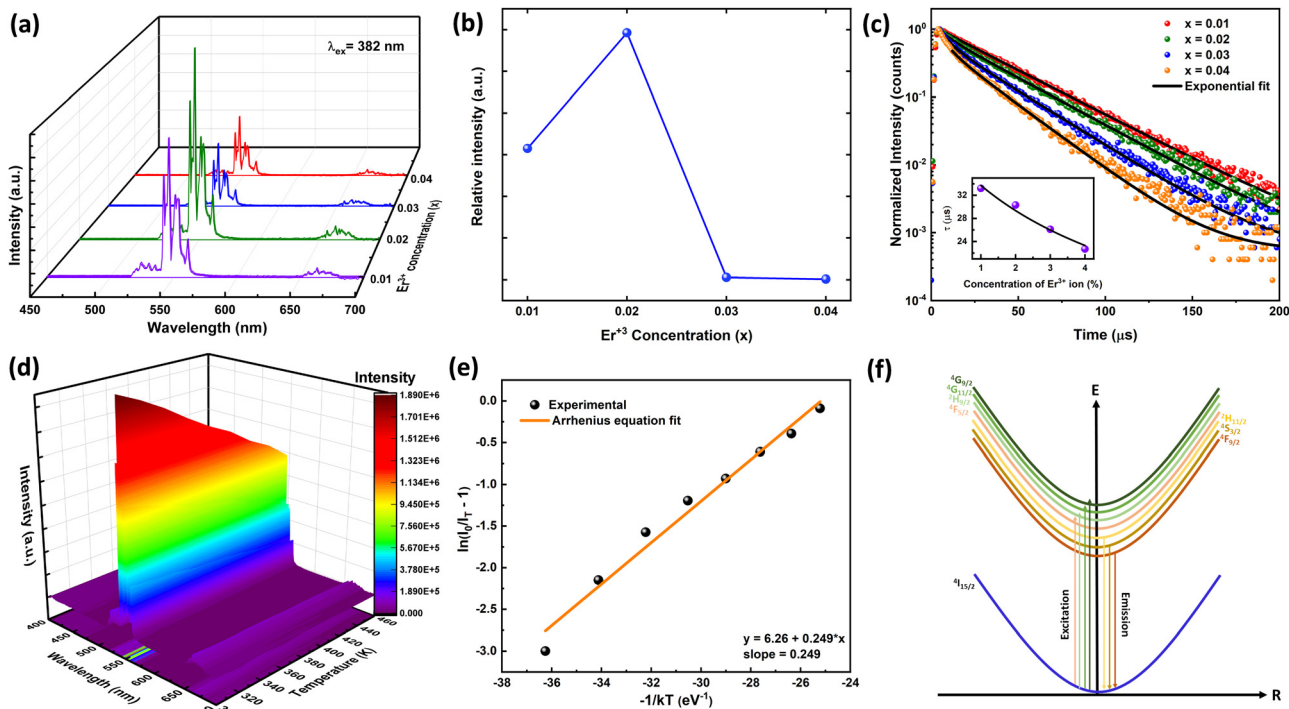 (a)
λex= 382 nm
Intensity (a.u.)
450 500 550 600 650 700
Wavelength (nm)
0.01 0.02 0.03 0.04
Er³⁺ concentration (x)
(b)
Relative intensity (a.u.)
0.01 0.02 0.03 0.04
Er⁺³ Concentration (x)
(c)
x = 0.01
x = 0.02
x = 0.03
x = 0.04
Exponential fit
Normalized Intensity (counts)
10⁰
10⁻¹
10⁻²
10⁻³
10⁻⁴
τ (μs)
32
28
24
1 2 3 4
Concentration of Er³⁺ ion (%)
0 50 100 150 200
Time (μs)
(d)
Intensity
1.890E+6
1.701E+6
1.512E+6
1.323E+6
1.134E+6
9.450E+5
7.560E+5
5.670E+5
3.780E+5
1.890E+5
0.000
Intensity (a.u.)
400 450 500 550 600 650
Wavelength (nm)
320 340 360 380 400 420 440 460
Temperature (K)
(e)
Experimental
Arrhenius equation fit
ln(I₀/I_T - 1)
0.0
-0.5
-1.0
-1.5
-2.0
-2.5
-3.0
y = 6.26 + 0.249*x
slope = 0.249
-38 -36 -34 -32 -30 -28 -26 -24
-1/kT (eV⁻¹)
(f)
E
⁴G₉/₂
⁴G₁₁/₂
²H₉/₂
⁴F₅/₂
²H₁₁/₂
⁴S₃/₂
⁴F₉/₂
⁴I₁₅/₂
Excitation
Emission
R